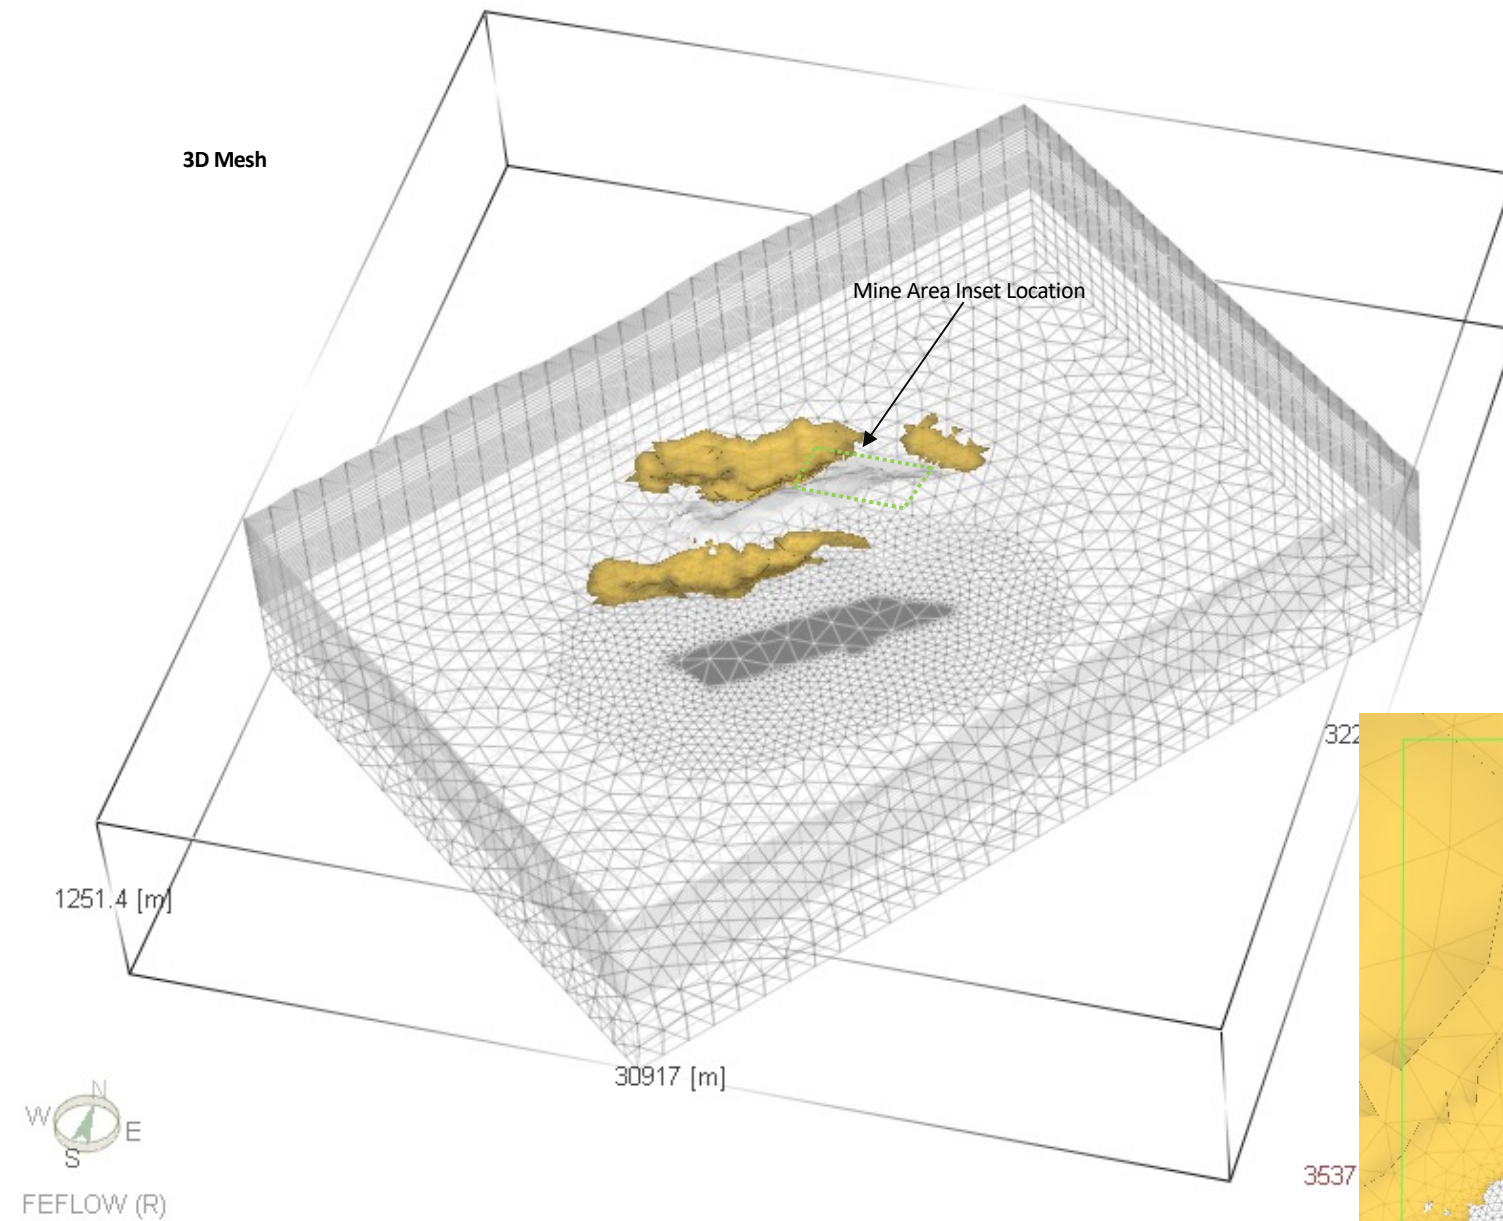 3D Mesh
Mine Area Inset Location
322
1251.4 [m]
30917 [m]
N
W
E
S
3537
FEFLOW (R)